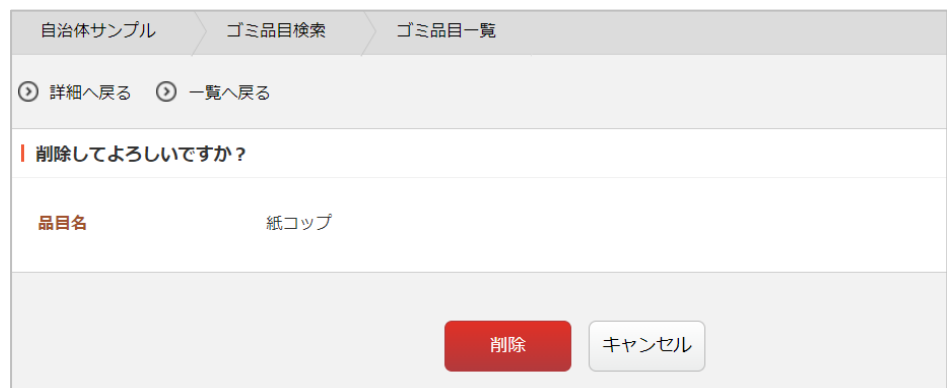 自治体サンプル ゴミ品目検索 ゴミ品目一覧
詳細へ戻る 一覧へ戻る
削除してよろしいですか？
品目名 紙コップ
削除 キャンセル